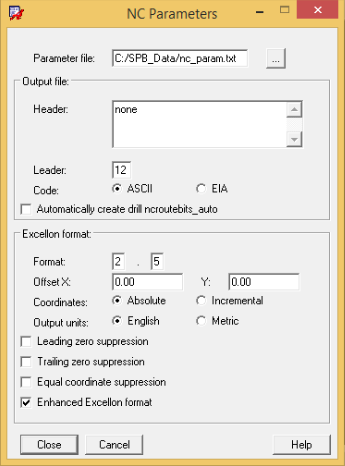 NC Parameters
Parameter file: C:/SPB_Data/nc_param.txt ...
Output file:
Header: none
Leader: 12
Code: ASCII EIA
Automatically create drill ncroutebits_auto
Excellon format:
Format: 2 . 5
Offset X: 0.00 Y: 0.00
Coordinates: Absolute Incremental
Output units: English Metric
Leading zero suppression
Trailing zero suppression
Equal coordinate suppression
Enhanced Excellon format
Close Cancel Help